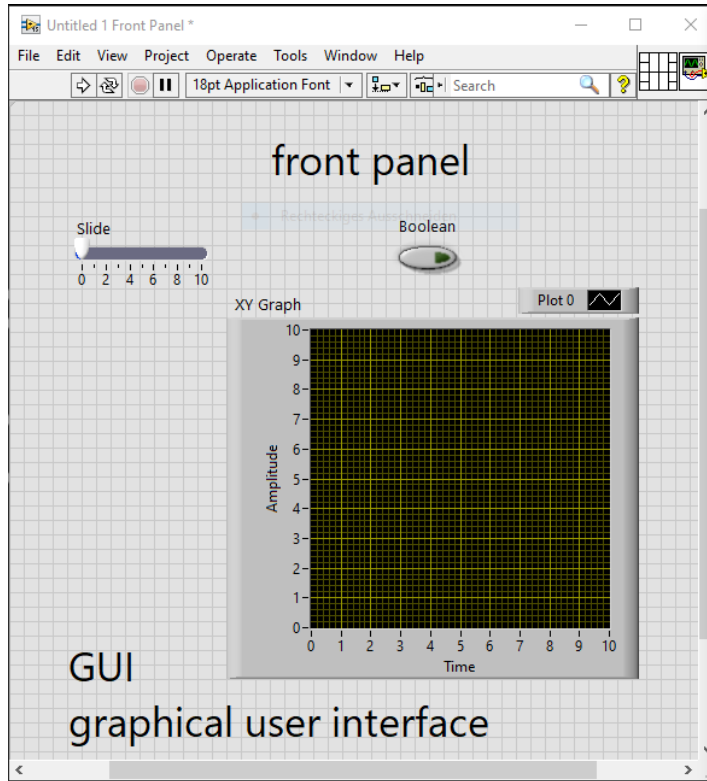 Untitled 1 Front Panel *
File Edit View Project Operate Tools Window Help
18pt Application Font
Search
?
front panel
Rechteckiges Ausschneiden
Slide
Boolean
0 2 4 6 8 10
XY Graph
Plot 0
10
9
8
7
6
5
4
3
2
1
0
Amplitude
0 1 2 3 4 5 6 7 8 9 10
Time
GUI
graphical user interface